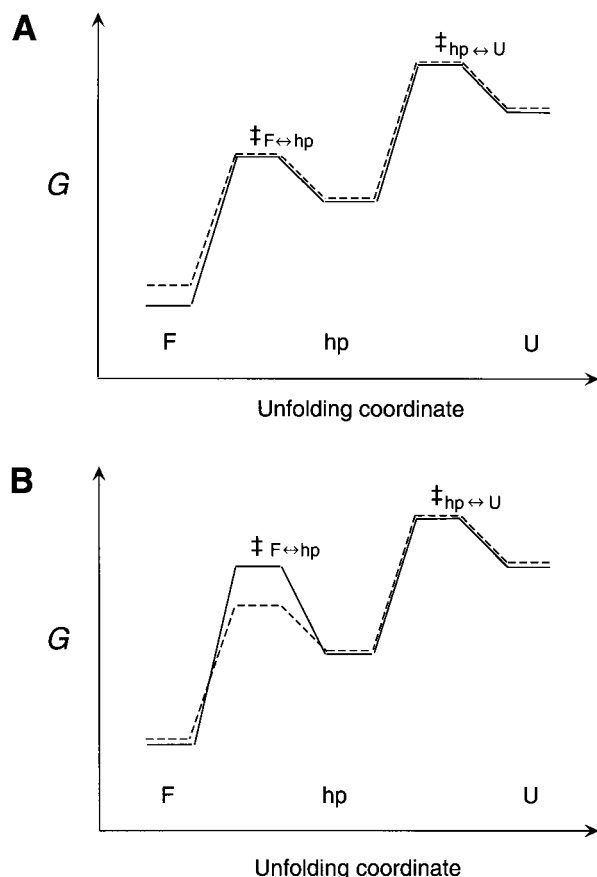 A
‡hp↔U
‡F↔hp
G
F hp U
Unfolding coordinate
B
‡hp↔U
‡F↔hp
G
F hp U
Unfolding coordinate